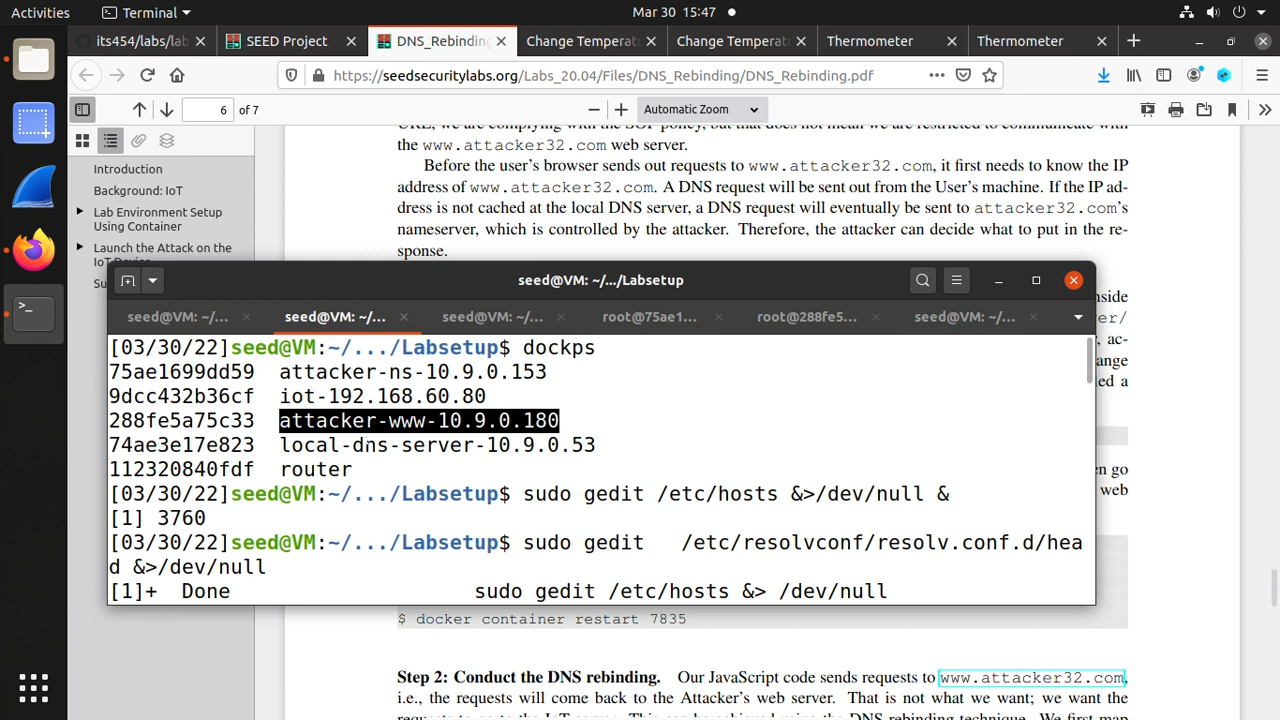 Activities
Terminal
Mar 30 15:47
its454/labs/lab
SEED Project
DNS_Rebinding
Change Temperat
Change Temperat
Thermometer
Thermometer
https://seedsecuritylabs.org/Labs_20.04/Files/DNS_Rebinding/DNS_Rebinding.pdf
6 of 7
Automatic Zoom
Introduction
Background: IoT
Lab Environment Setup
Using Container
Launch the Attack on the
the www.attacker32.com web server.
Before the user's browser sends out requests to www.attacker32.com, it first needs to know the IP
address of www.attacker32.com. A DNS request will be sent out from the User's machine. If the IP ad-
dress is not cached at the local DNS server, a DNS request will eventually be sent to attacker32.com's
nameserver, which is controlled by the attacker. Therefore, the attacker can decide what to put in the re-
sponse.
seed@VM: ~/.../Labsetup
seed@VM: ~/...
seed@VM: ~/...
seed@VM: ~/...
root@75ae1...
root@288fe5...
seed@VM: ~/...
[03/30/22]seed@VM:~/.../Labsetup$ dockps
75ae1699dd59 attacker-ns-10.9.0.153
9dcc432b36cf iot-192.168.60.80
288fe5a75c33 attacker-www-10.9.0.180
74ae3e17e823 local-dns-server-10.9.0.53
112320840fdf router
[03/30/22]seed@VM:~/.../Labsetup$ sudo gedit /etc/hosts &>/dev/null &
[1] 3760
[03/30/22]seed@VM:~/.../Labsetup$ sudo gedit /etc/resolvconf/resolv.conf.d/hea
d &>/dev/null
[1]+ Done sudo gedit /etc/hosts &> /dev/null
$ docker container restart 7835
Step 2: Conduct the DNS rebinding. Our JavaScript code sends requests to www.attacker32.com,
i.e., the requests will come back to the Attacker's web server. That is not what we want; we want the